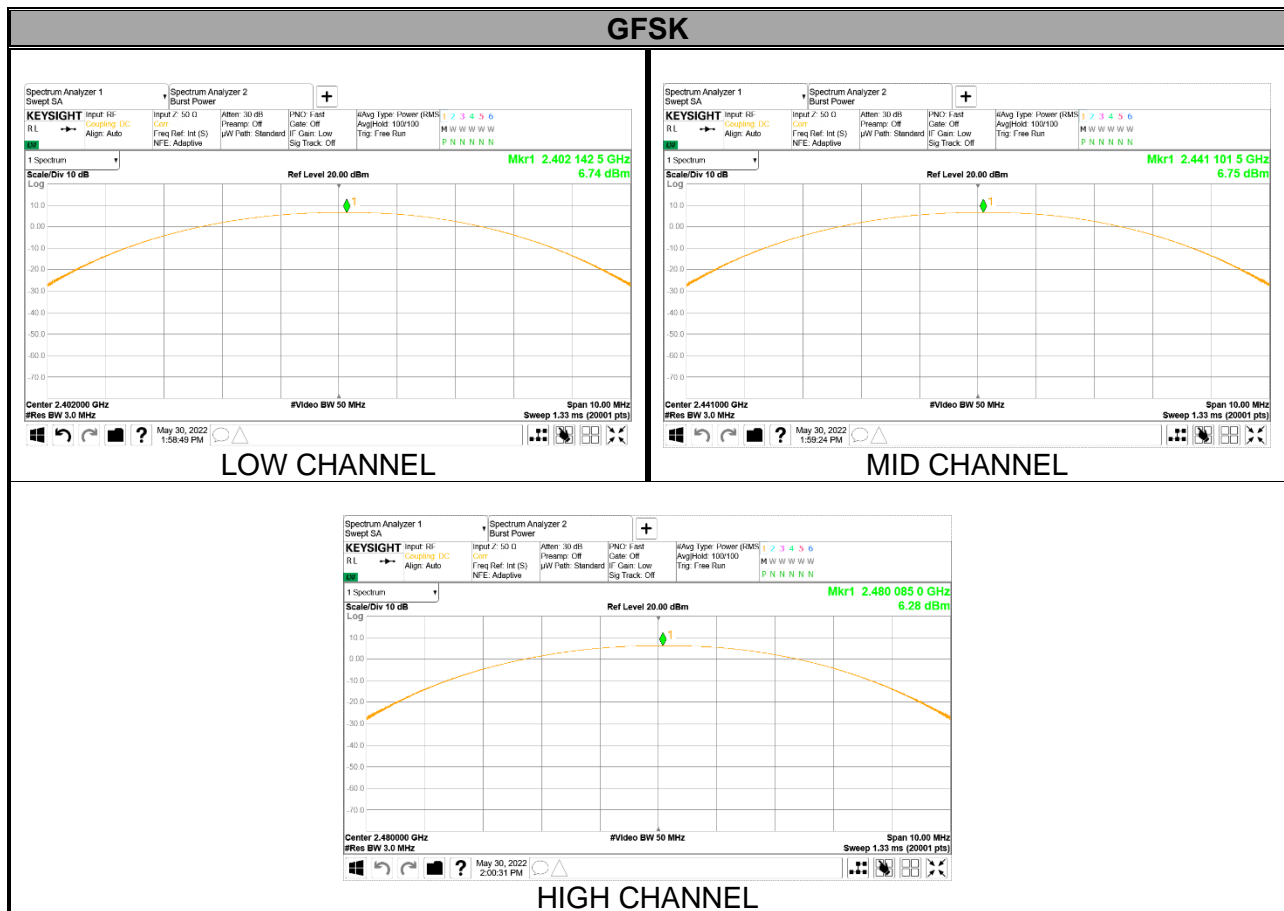 GFSK
Spectrum Analyzer 1
Swept SA
Spectrum Analyzer 2
Burst Power
+
KEYSIGHT
RL
Input: RF
Coupling: DC
Align: Auto
Input Z: 50 Ω
Corr
Freq Ref: Int (S)
NFE: Adaptive
Atten: 30 dB
Preamp: Off
µW Path: Standard
PNO: Fast
Gate: Off
IF Gain: Low
Sig Track: Off
#Avg Type: Power (RMS
Avg|Hold: 100/100
Trig: Free Run
1 2 3 4 5 6
M W W W W W
P N N N N N
1 Spectrum
Scale/Div 10 dB
Log
Ref Level 20.00 dBm
Mkr1 2.402 142 5 GHz
6.74 dBm
1
10.0
0.00
-10.0
-20.0
-30.0
-40.0
-50.0
-60.0
-70.0
Center 2.402000 GHz
#Res BW 3.0 MHz
#Video BW 50 MHz
Span 10.00 MHz
Sweep 1.33 ms (20001 pts)
?
May 30, 2022
1:58:49 PM
LOW CHANNEL
Spectrum Analyzer 1
Swept SA
Spectrum Analyzer 2
Burst Power
+
KEYSIGHT
RL
Input: RF
Coupling: DC
Align: Auto
Input Z: 50 Ω
Corr
Freq Ref: Int (S)
NFE: Adaptive
Atten: 30 dB
Preamp: Off
µW Path: Standard
PNO: Fast
Gate: Off
IF Gain: Low
Sig Track: Off
#Avg Type: Power (RMS
Avg|Hold: 100/100
Trig: Free Run
1 2 3 4 5 6
M W W W W W
P N N N N N
1 Spectrum
Scale/Div 10 dB
Log
Ref Level 20.00 dBm
Mkr1 2.441 101 5 GHz
6.75 dBm
1
10.0
0.00
-10.0
-20.0
-30.0
-40.0
-50.0
-60.0
-70.0
Center 2.441000 GHz
#Res BW 3.0 MHz
#Video BW 50 MHz
Span 10.00 MHz
Sweep 1.33 ms (20001 pts)
?
May 30, 2022
1:59:24 PM
MID CHANNEL
Spectrum Analyzer 1
Swept SA
Spectrum Analyzer 2
Burst Power
+
KEYSIGHT
RL
Input: RF
Coupling: DC
Align: Auto
Input Z: 50 Ω
Corr
Freq Ref: Int (S)
NFE: Adaptive
Atten: 30 dB
Preamp: Off
µW Path: Standard
PNO: Fast
Gate: Off
IF Gain: Low
Sig Track: Off
#Avg Type: Power (RMS
Avg|Hold: 100/100
Trig: Free Run
1 2 3 4 5 6
M W W W W W
P N N N N N
1 Spectrum
Scale/Div 10 dB
Log
Ref Level 20.00 dBm
Mkr1 2.480 085 0 GHz
6.28 dBm
1
10.0
0.00
-10.0
-20.0
-30.0
-40.0
-50.0
-60.0
-70.0
Center 2.480000 GHz
#Res BW 3.0 MHz
#Video BW 50 MHz
Span 10.00 MHz
Sweep 1.33 ms (20001 pts)
?
May 30, 2022
2:00:31 PM
HIGH CHANNEL